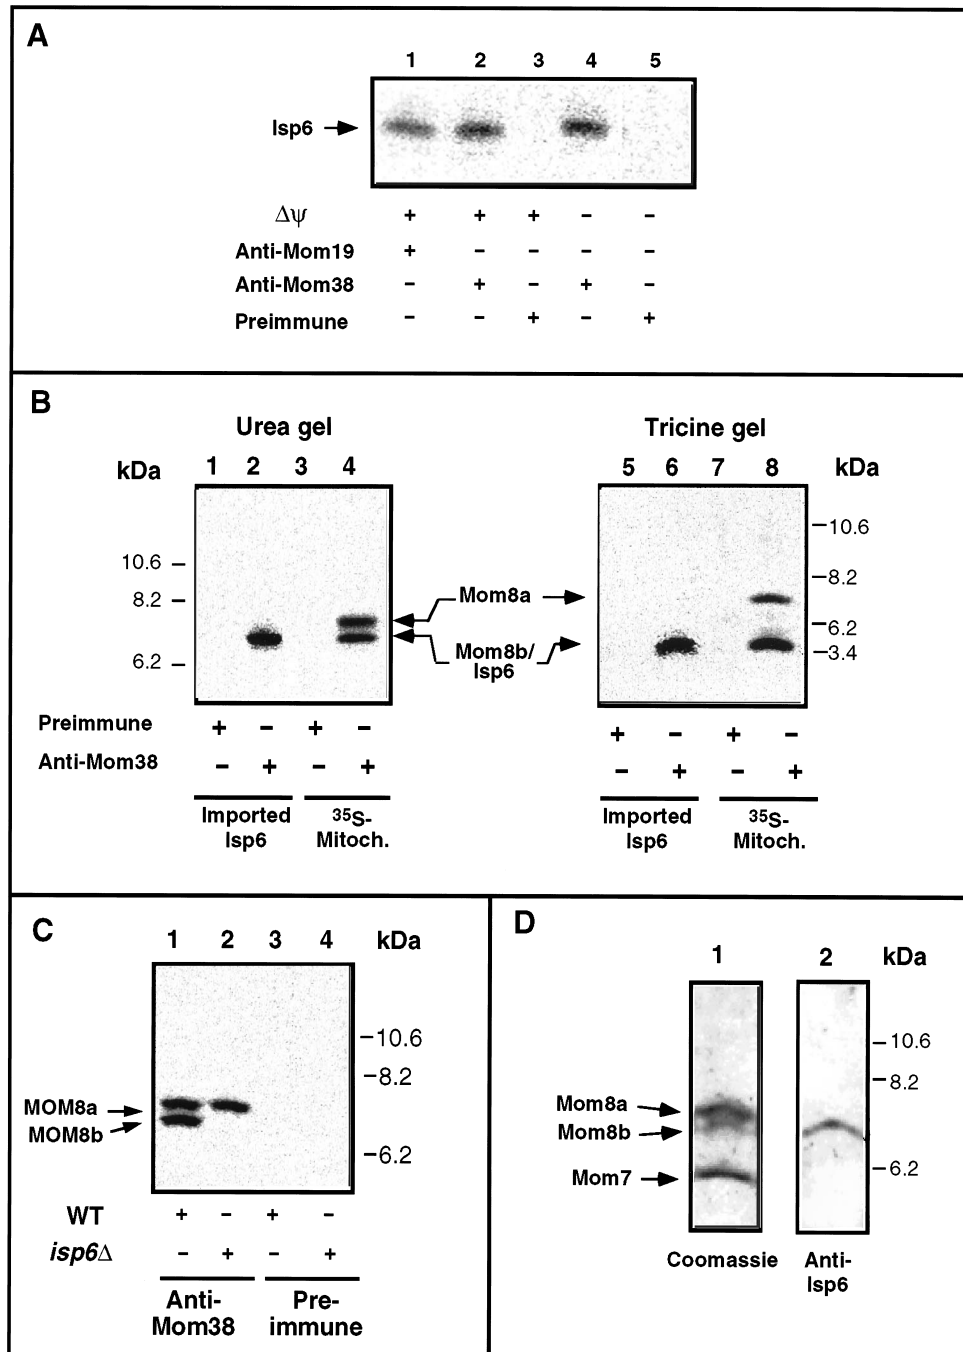 A
1 2 3 4 5
Isp6
Δψ + + + – –
Anti-Mom19 + – – – –
Anti-Mom38 – + – + –
Preimmune – – + – +
B
Urea gel
Tricine gel
kDa 1 2 3 4
5 6 7 8 kDa
10.6
8.2
6.2
Mom8a
Mom8b/
Isp6
10.6
8.2
6.2
3.4
Preimmune + – + –
+ – + –
Anti-Mom38 – + – +
– + – +
Imported
Isp6
35S-
Mitoch.
Imported
Isp6
35S-
Mitoch.
C
1 2 3 4 kDa
10.6
8.2
6.2
MOM8a
MOM8b
WT + – + –
isp6Δ – + – +
Anti-
Mom38
Pre-
immune
D
1 2 kDa
10.6
8.2
6.2
Mom8a
Mom8b
Mom7
Coomassie
Anti-
Isp6